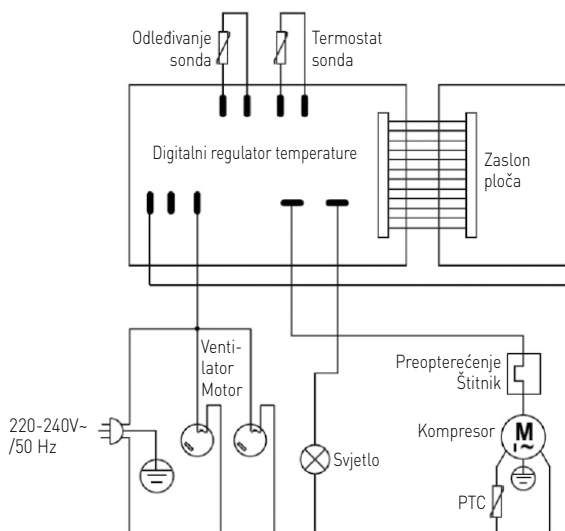 Odleđivanje
sonda
Termostat
sonda
Digitalni regulator temperature
Zaslon
ploča
Venti-
lator
Motor
Preopterećenje
Štitnik
220-240V~
/50 Hz
Kompresor
M
1~
Svjetlo
PTC